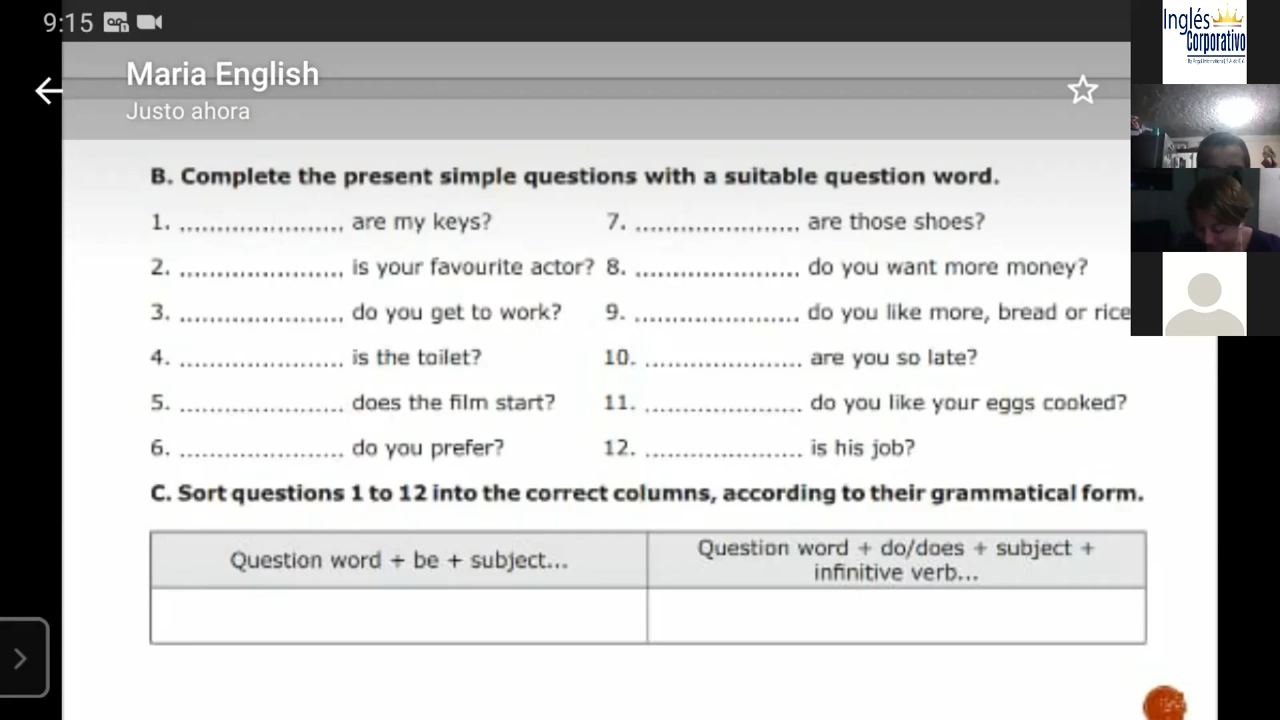 9:15
Maria English
Justo ahora
Inglés
Corporativo
B. Complete the present simple questions with a suitable question word.
1. ...................... are my keys?
2. ...................... is your favourite actor?
3. ...................... do you get to work?
4. ...................... is the toilet?
5. ...................... does the film start?
6. ...................... do you prefer?
7. ...................... are those shoes?
8. ...................... do you want more money?
9. ...................... do you like more, bread or rice
10. ..................... are you so late?
11. ..................... do you like your eggs cooked?
12. ..................... is his job?
C. Sort questions 1 to 12 into the correct columns, according to their grammatical form.
Question word + be + subject...
Question word + do/does + subject +
infinitive verb...